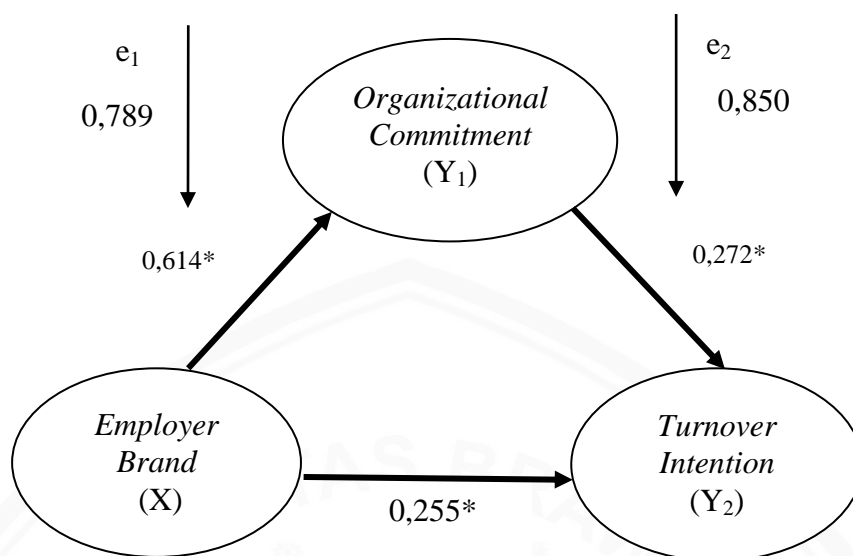 e₁
0,789
e₂
0,850
Organizational
Commitment
(Y₁)
0,614*
0,272*
Employer
Brand
(X)
Turnover
Intention
(Y₂)
0,255*